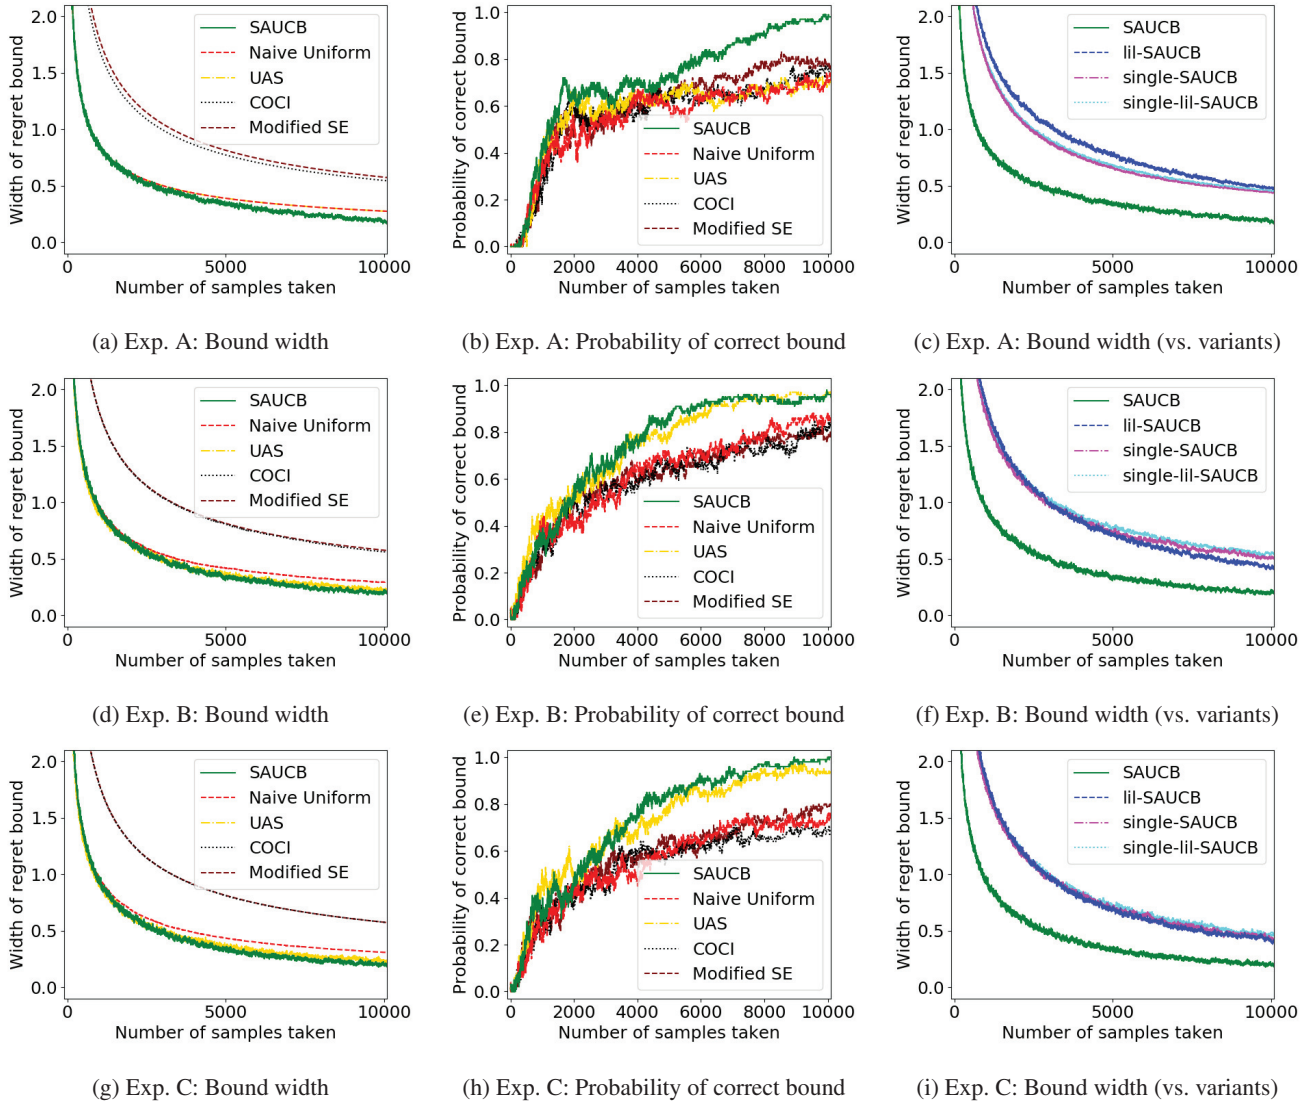 2.0
1.5
1.0
0.5
0.0
Width of regret bound
SAUCB
Naive Uniform
UAS
COCI
Modified SE
0
5000
10000
Number of samples taken
(a) Exp. A: Bound width
1.0
0.8
0.6
0.4
0.2
0.0
Probability of correct bound
SAUCB
Naive Uniform
UAS
COCI
Modified SE
0
2000
4000
6000
8000
10000
Number of samples taken
(b) Exp. A: Probability of correct bound
2.0
1.5
1.0
0.5
0.0
Width of regret bound
SAUCB
lil-SAUCB
single-SAUCB
single-lil-SAUCB
0
5000
10000
Number of samples taken
(c) Exp. A: Bound width (vs. variants)
2.0
1.5
1.0
0.5
0.0
Width of regret bound
SAUCB
Naive Uniform
UAS
COCI
Modified SE
0
5000
10000
Number of samples taken
(d) Exp. B: Bound width
1.0
0.8
0.6
0.4
0.2
0.0
Probability of correct bound
SAUCB
Naive Uniform
UAS
COCI
Modified SE
0
2000
4000
6000
8000
10000
Number of samples taken
(e) Exp. B: Probability of correct bound
2.0
1.5
1.0
0.5
0.0
Width of regret bound
SAUCB
lil-SAUCB
single-SAUCB
single-lil-SAUCB
0
5000
10000
Number of samples taken
(f) Exp. B: Bound width (vs. variants)
2.0
1.5
1.0
0.5
0.0
Width of regret bound
SAUCB
Naive Uniform
UAS
COCI
Modified SE
0
5000
10000
Number of samples taken
(g) Exp. C: Bound width
1.0
0.8
0.6
0.4
0.2
0.0
Probability of correct bound
SAUCB
Naive Uniform
UAS
COCI
Modified SE
0
2000
4000
6000
8000
10000
Number of samples taken
(h) Exp. C: Probability of correct bound
2.0
1.5
1.0
0.5
0.0
Width of regret bound
SAUCB
lil-SAUCB
single-SAUCB
single-lil-SAUCB
0
5000
10000
Number of samples taken
(i) Exp. C: Bound width (vs. variants)